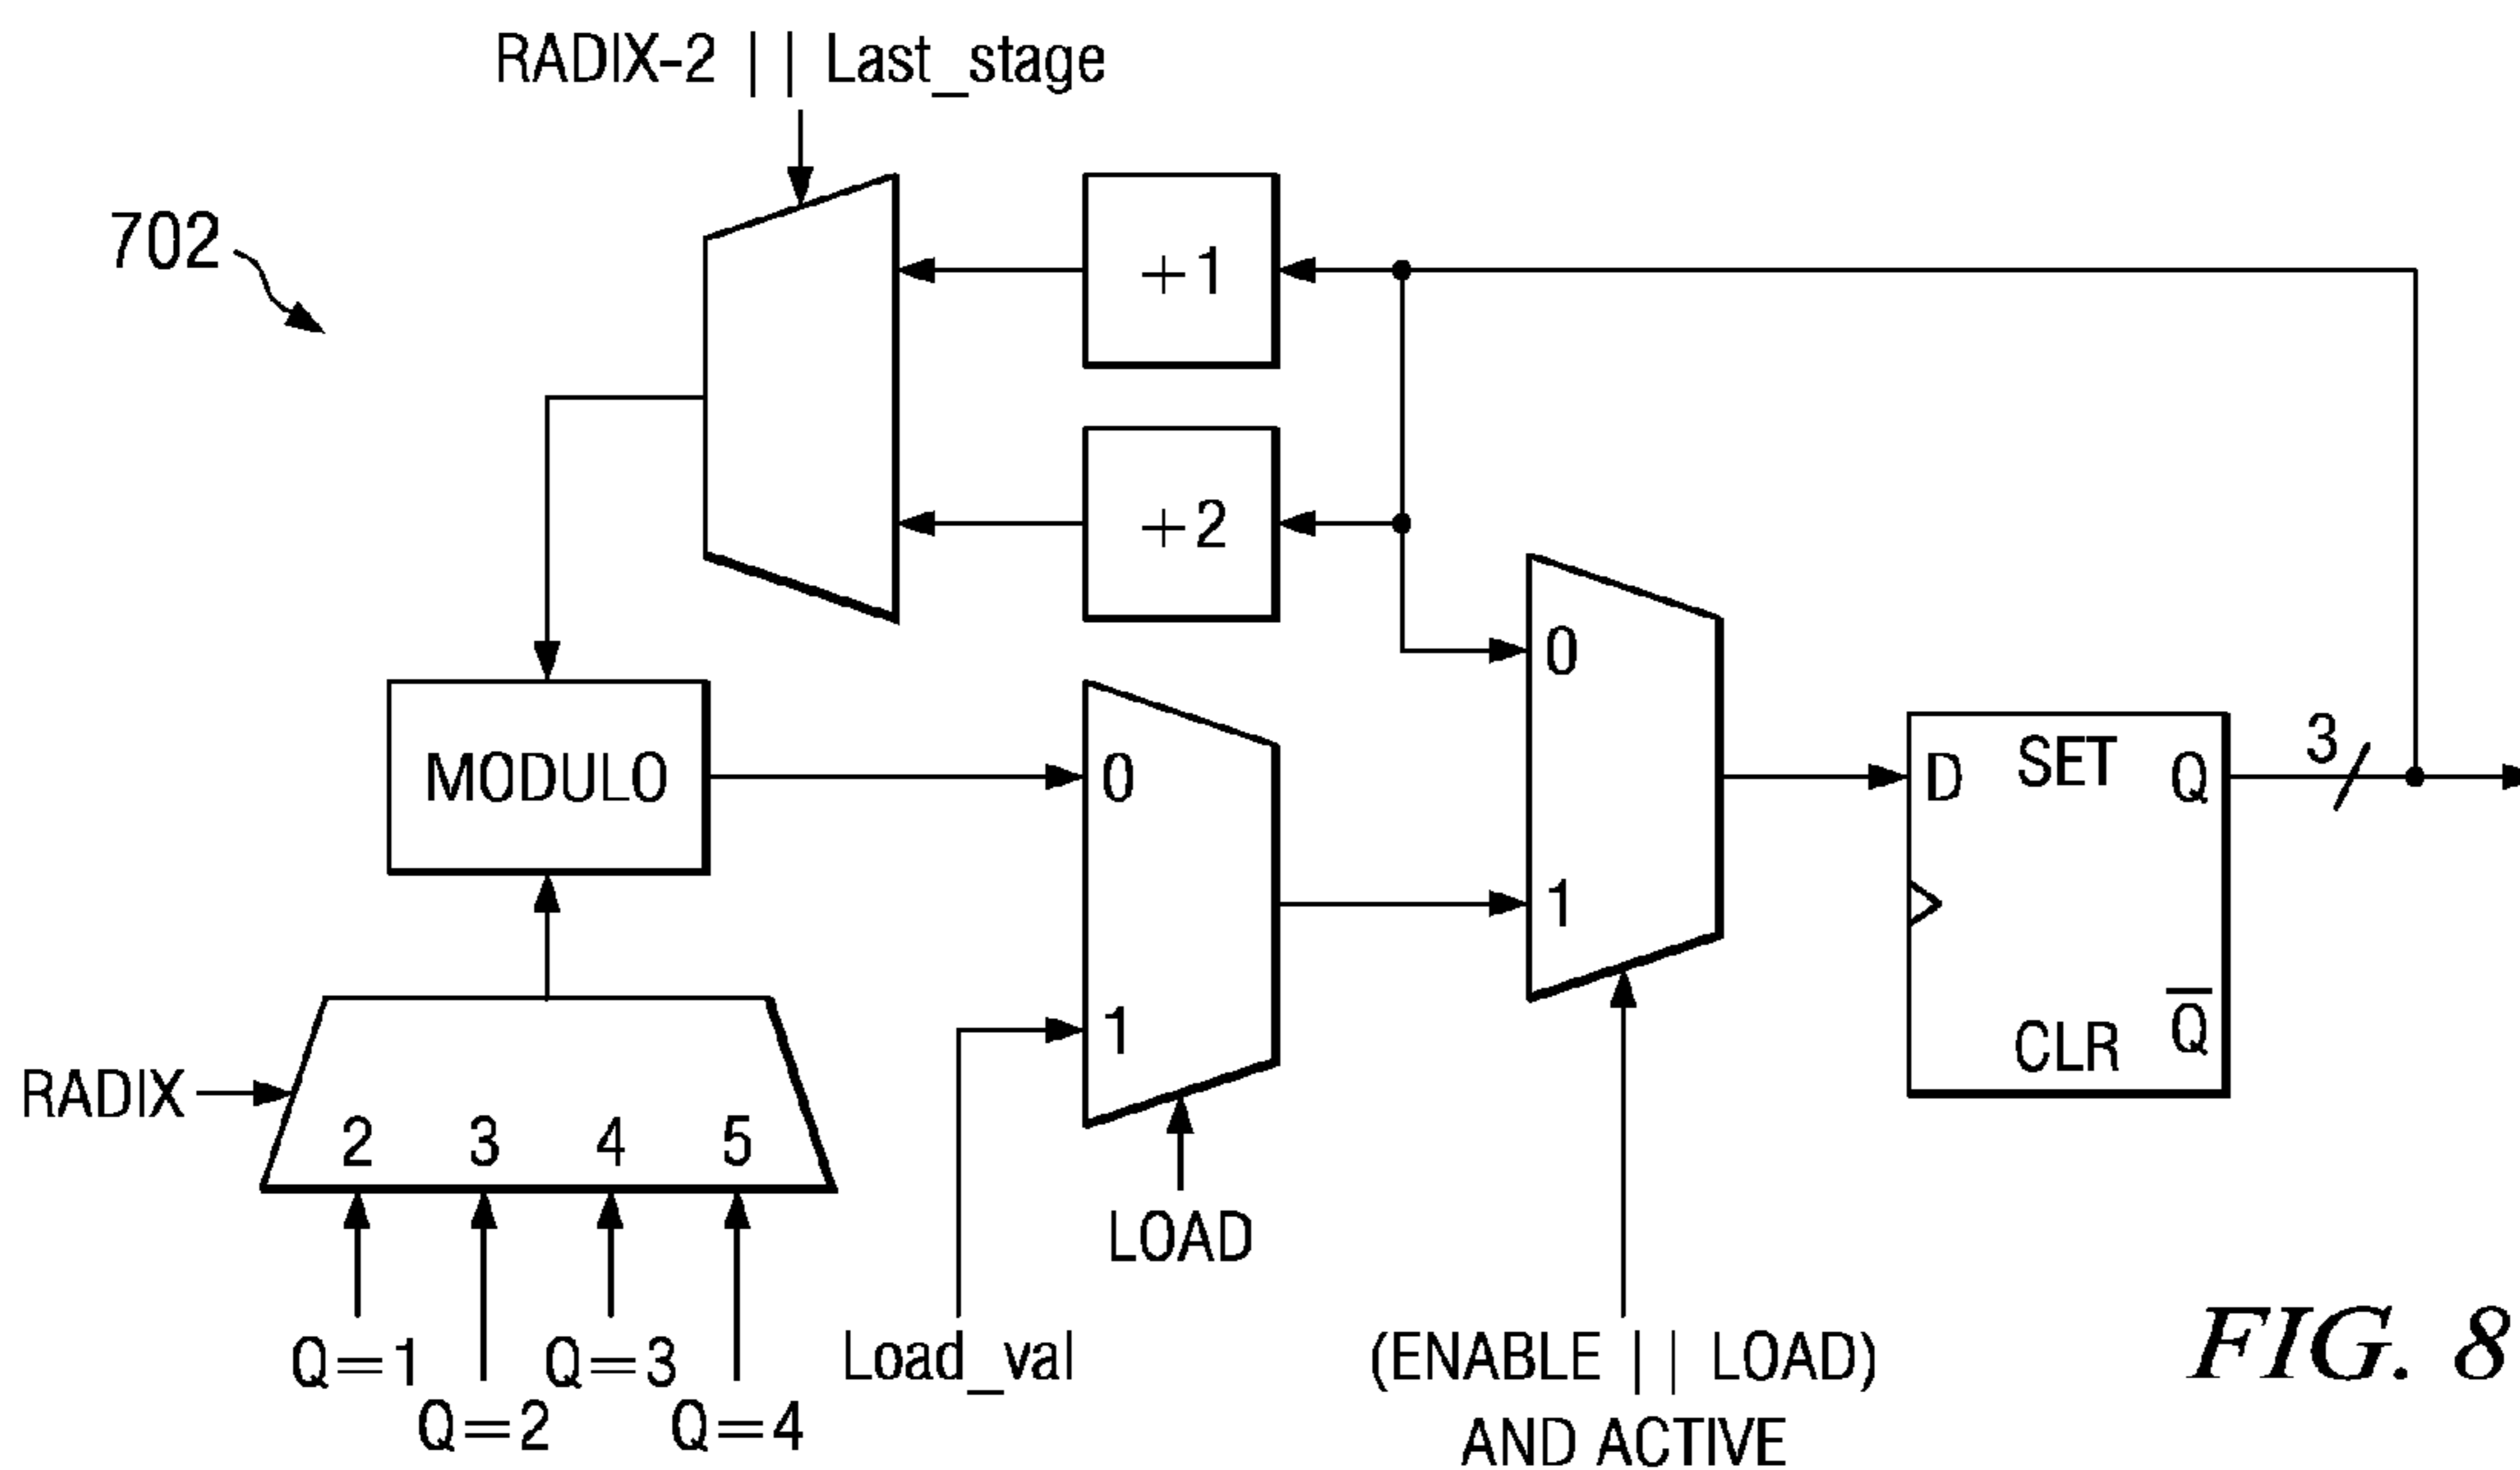 RADIX-2 || Last_stage
702
+1
+2
0
MODULO
0
1
1
D SET Q
3
CLR Q̅
RADIX
2 3 4 5
LOAD
Q=1
Q=2
Q=3
Q=4
Load_val
(ENABLE || LOAD)
AND ACTIVE
FIG. 8